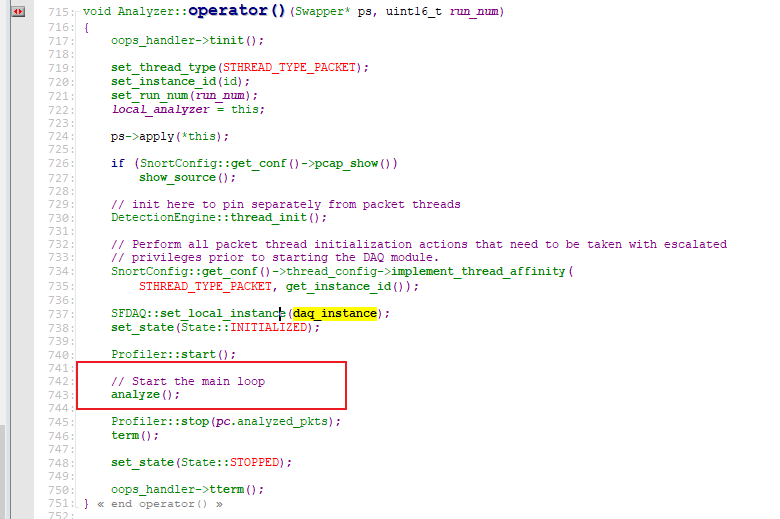 715: void Analyzer::operator()(Swapper* ps, uint16_t run_num)
716: {
717:     oops_handler->tinit();
718:
719:     set_thread_type(STHREAD_TYPE_PACKET);
720:     set_instance_id(id);
721:     set_run_num(run_num);
722:     local_analyzer = this;
723:
724:     ps->apply(*this);
725:
726:     if (SnortConfig::get_conf()->pcap_show())
727:         show_source();
728:
729:     // init here to pin separately from packet threads
730:     DetectionEngine::thread_init();
731:
732:     // Perform all packet thread initialization actions that need to be taken with escalated
733:     // privileges prior to starting the DAQ module.
734:     SnortConfig::get_conf()->thread_config->implement_thread_affinity(
735:         STHREAD_TYPE_PACKET, get_instance_id());
736:
737:     SFDAQ::set_local_instance(daq_instance);
738:     set_state(State::INITIALIZED);
739:
740:     Profiler::start();
741:
742:     // Start the main loop
743:     analyze();
744:
745:     Profiler::stop(pc.analyzed_pkts);
746:     term();
747:
748:     set_state(State::STOPPED);
749:
750:     oops_handler->tterm();
751: } « end operator() »
752: